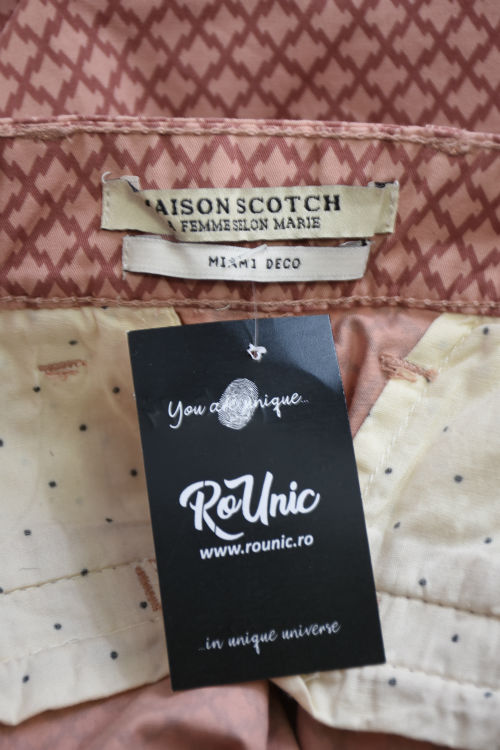 MAISON SCOTCH
LA FEMME SELON MARIE
MIAMI DECO
You are unique...
RoUnic
www.rounic.ro
...in unique universe